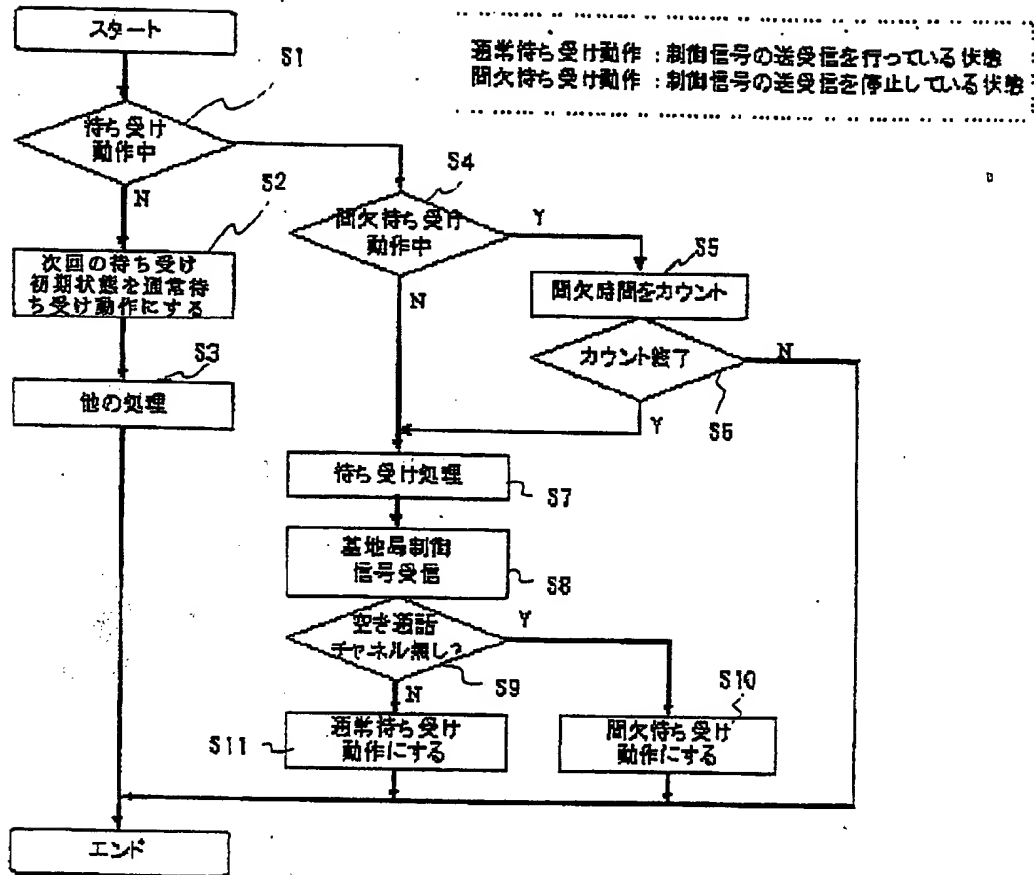 スタート
S1
通常待ち受け動作：制御信号の送受信を行っている状態
間欠待ち受け動作：制御信号の送受信を停止している状態
待ち受け
動作中
N
S2
S4
間欠待ち受け
動作中
Y
N
次回の待ち受け
初期状態を通常待
ち受け動作にする
S5
間欠時間をカウント
S3
他の処理
カウント終了
N
Y
S6
待ち受け処理
S7
基地局制御
信号受信
S8
空き通話
チャネル無し?
Y
S9
N
S10
S11
通常待ち受け
動作にする
間欠待ち受け
動作にする
エンド